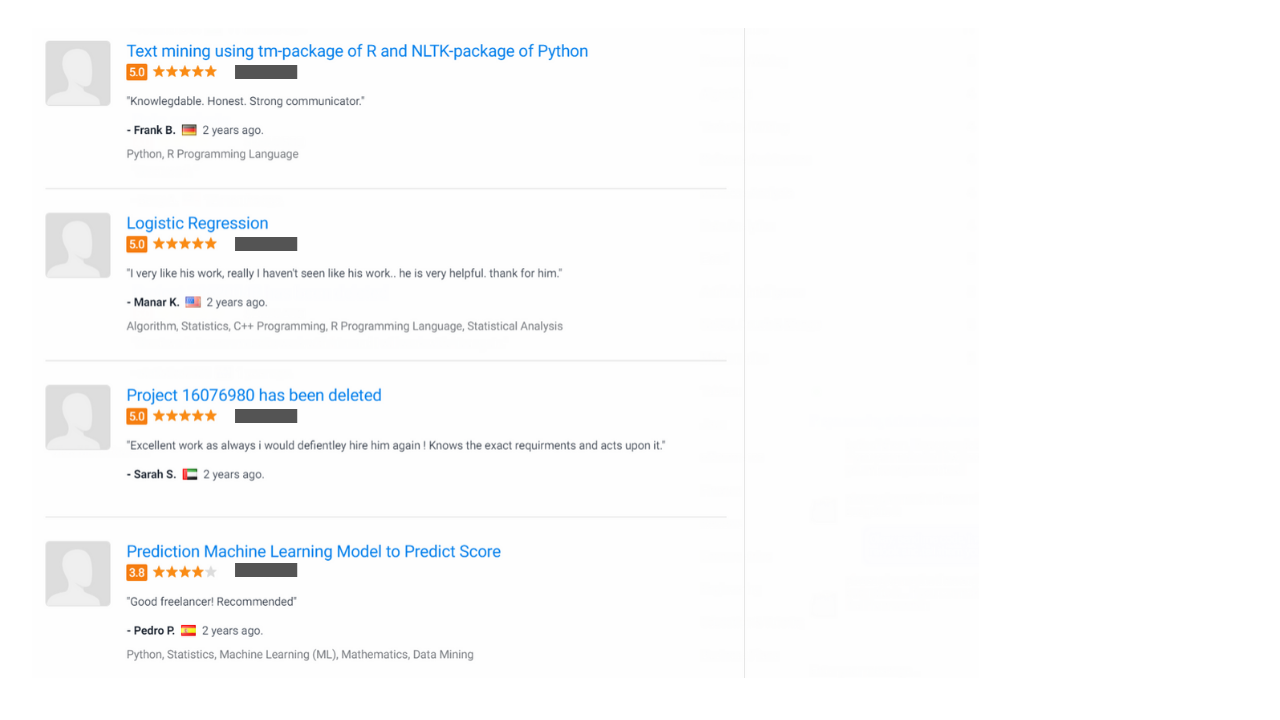 Text mining using tm-package of R and NLTK-package of Python
5.0
"Knowlegdable. Honest. Strong communicator."
- Frank B. 2 years ago.
Python, R Programming Language
Logistic Regression
5.0
"I very like his work, really I haven't seen like his work.. he is very helpful. thank for him."
- Manar K. 2 years ago.
Algorithm, Statistics, C++ Programming, R Programming Language, Statistical Analysis
Project 16076980 has been deleted
5.0
"Excellent work as always i would defientley hire him again ! Knows the exact requirments and acts upon it."
- Sarah S. 2 years ago.
Prediction Machine Learning Model to Predict Score
3.8
"Good freelancer! Recommended"
- Pedro P. 2 years ago.
Python, Statistics, Machine Learning (ML), Mathematics, Data Mining